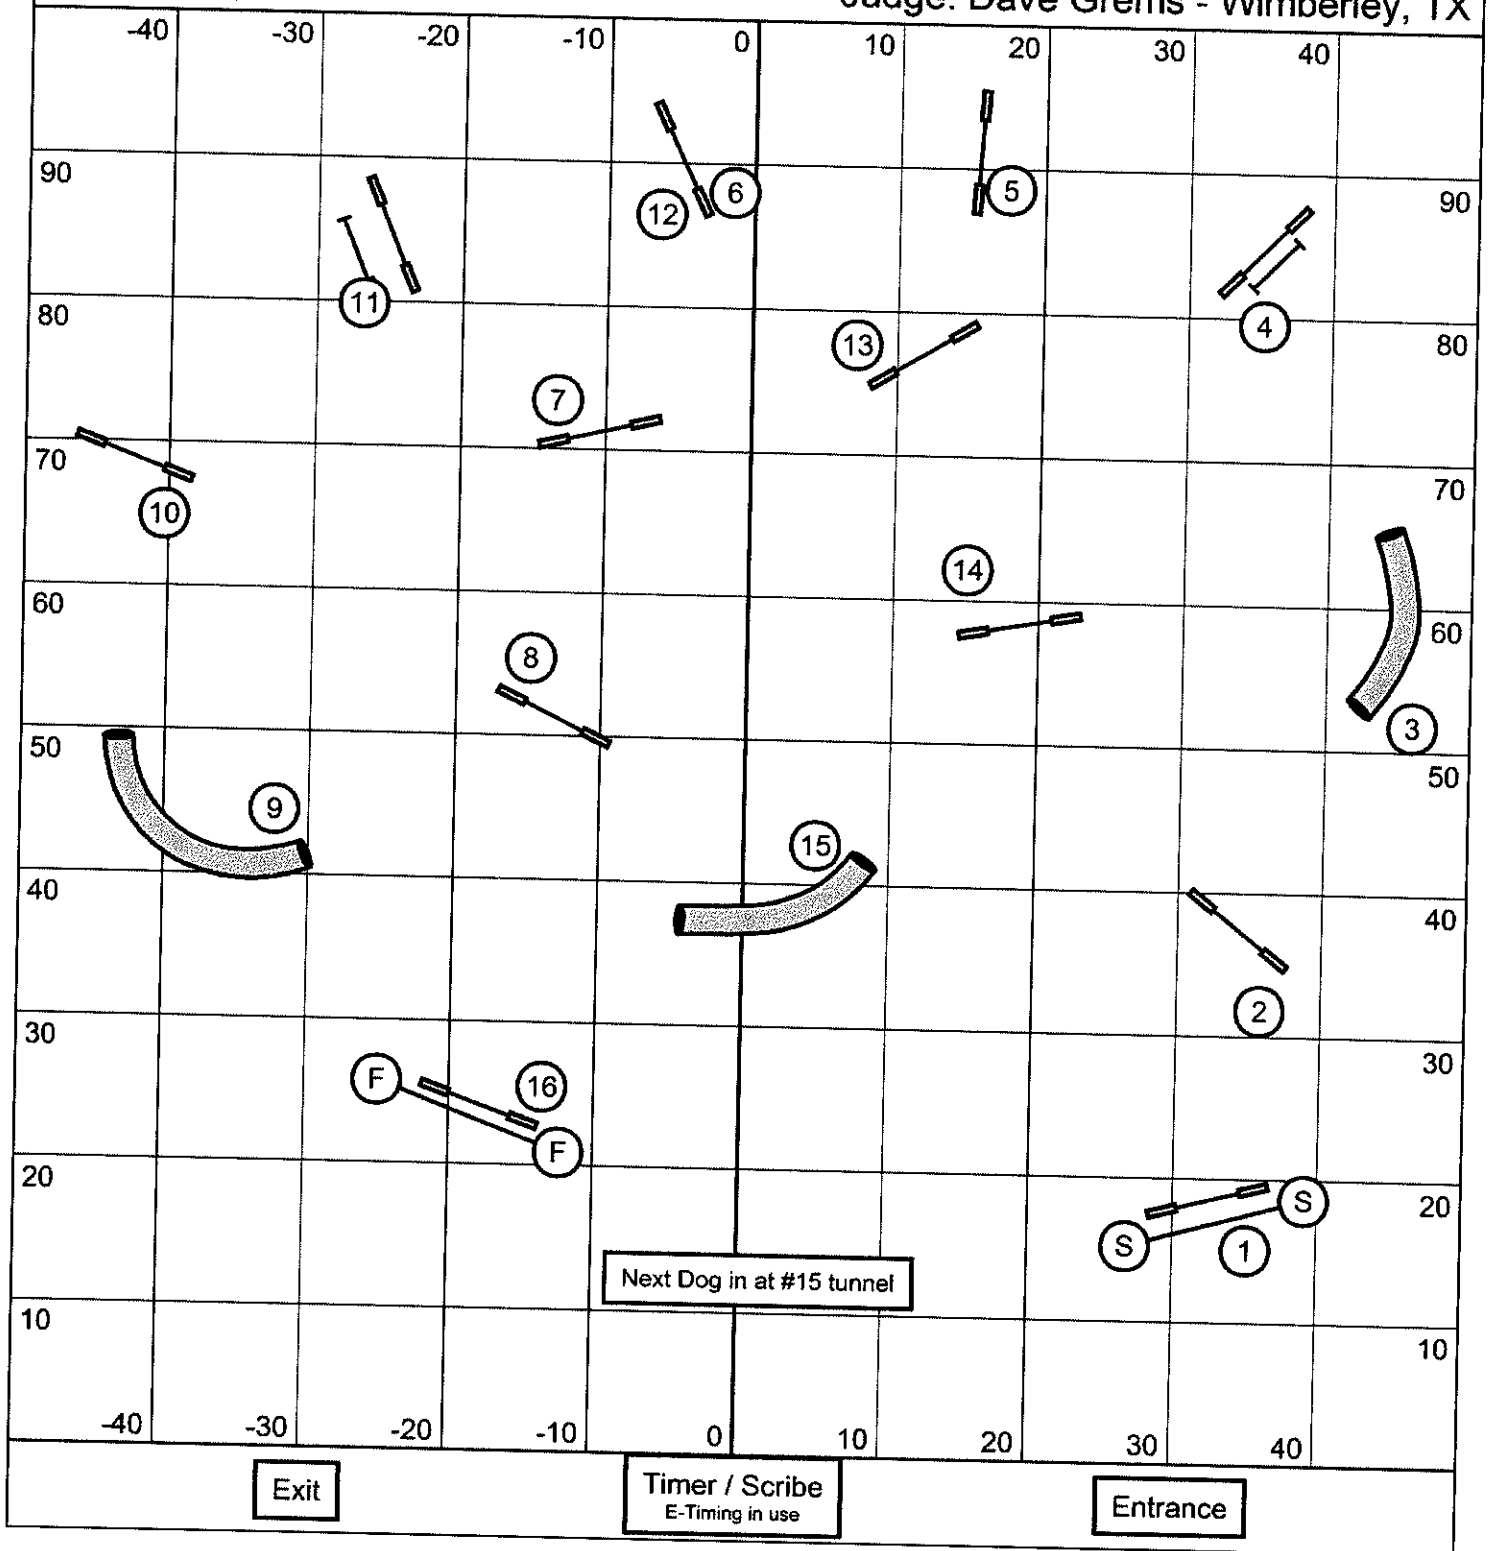 Judge: Dave Grems - Wimberley, TX
-40 -30 -20 -10 0 10 20 30 40
6 5
90 12 90
11 4
80 13 80
7
70 70
10
14
60 60
8
50 3 50
9
15
40 40
2
30 30
F 16
F
20 S 20
S 1
Next Dog in at #15 tunnel
10 10
-40 -30 -20 -10 0 10 20 30 40
Exit
Timer / Scribe
E-Timing in use
Entrance